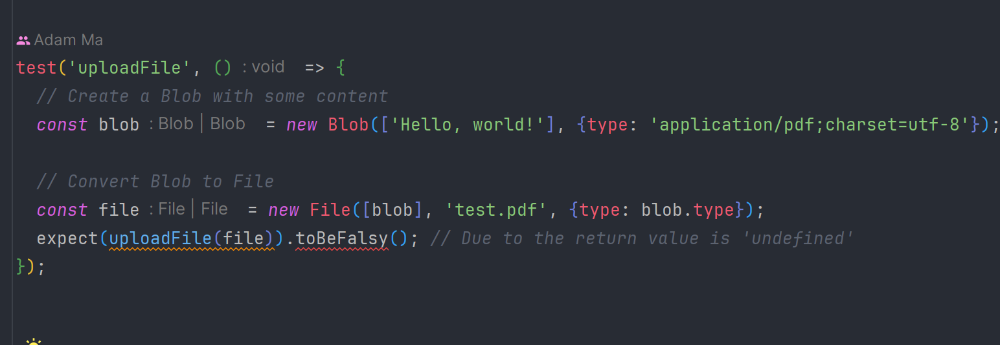 Adam Ma
test('uploadFile', () : void => {
// Create a Blob with some content
const blob : Blob | Blob = new Blob(['Hello, world!'], {type: 'application/pdf;charset=utf-8'});
// Convert Blob to File
const file : File | File = new File([blob], 'test.pdf', {type: blob.type});
expect(uploadFile(file)).toBeFalsy(); // Due to the return value is 'undefined'
});